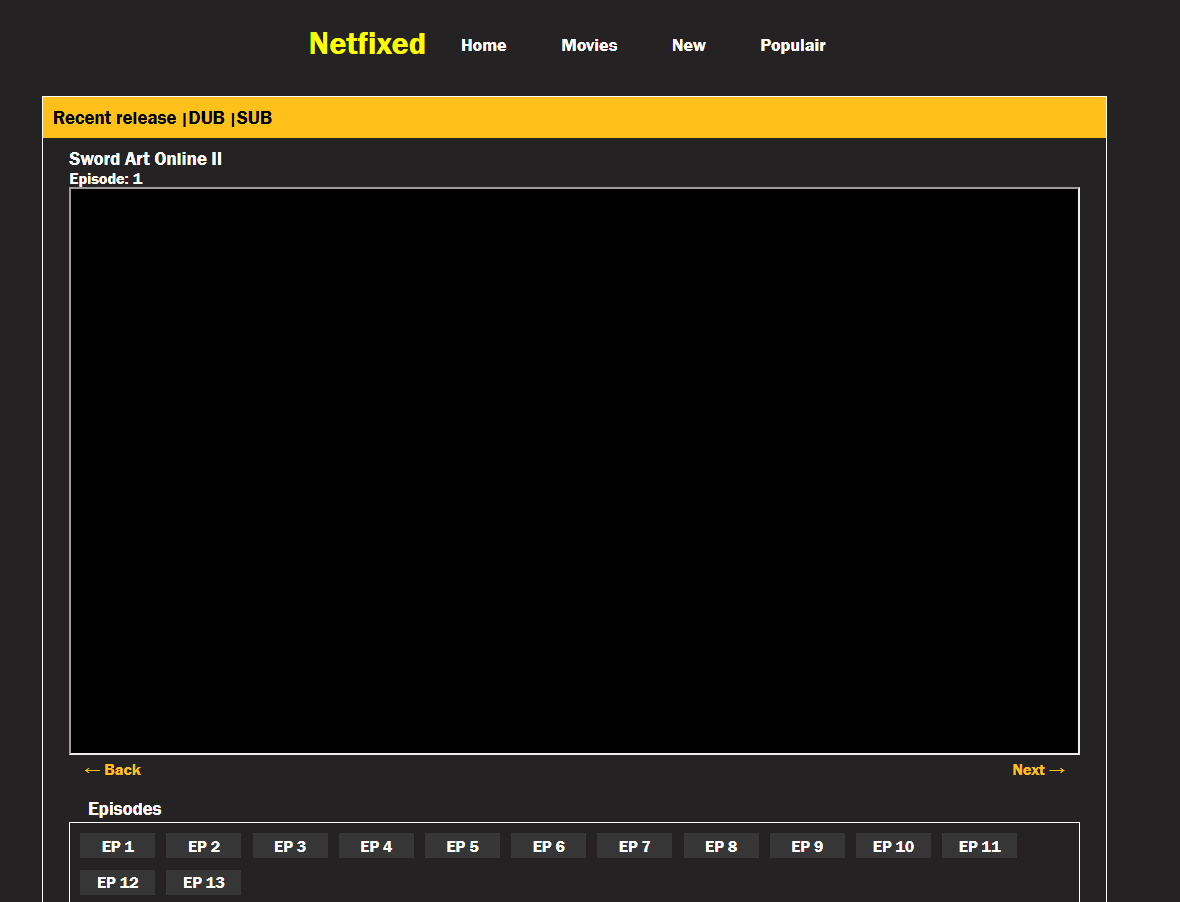 Netfixed Home Movies New Populair
Recent release |DUB |SUB
Sword Art Online II
Episode: 1
← Back Next →
Episodes
EP 1 EP 2 EP 3 EP 4 EP 5 EP 6 EP 7 EP 8 EP 9 EP 10 EP 11
EP 12 EP 13